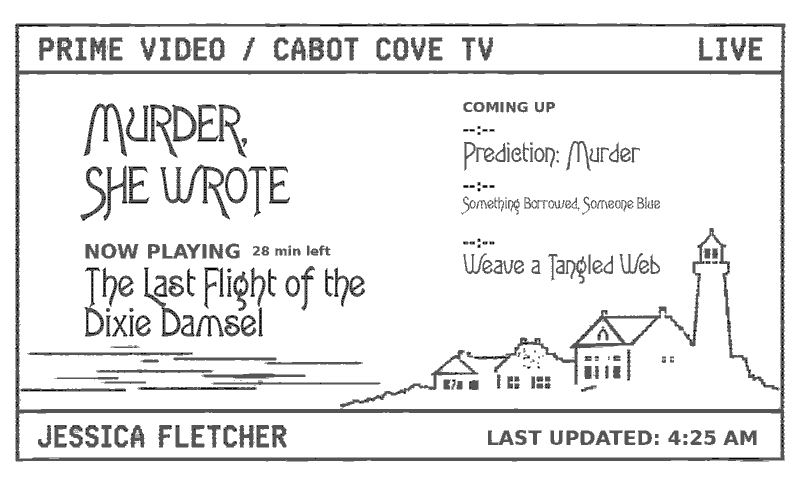 PRIME VIDEO / CABOT COVE TV
LIVE
MURDER,
SHE WROTE
NOW PLAYING 28 min left
The Last Flight of the
Dixie Damsel
COMING UP
--:--
Prediction: Murder
--:--
Something Borrowed, Someone Blue
--:--
Weave a Tangled Web
JESSICA FLETCHER
LAST UPDATED: 4:25 AM